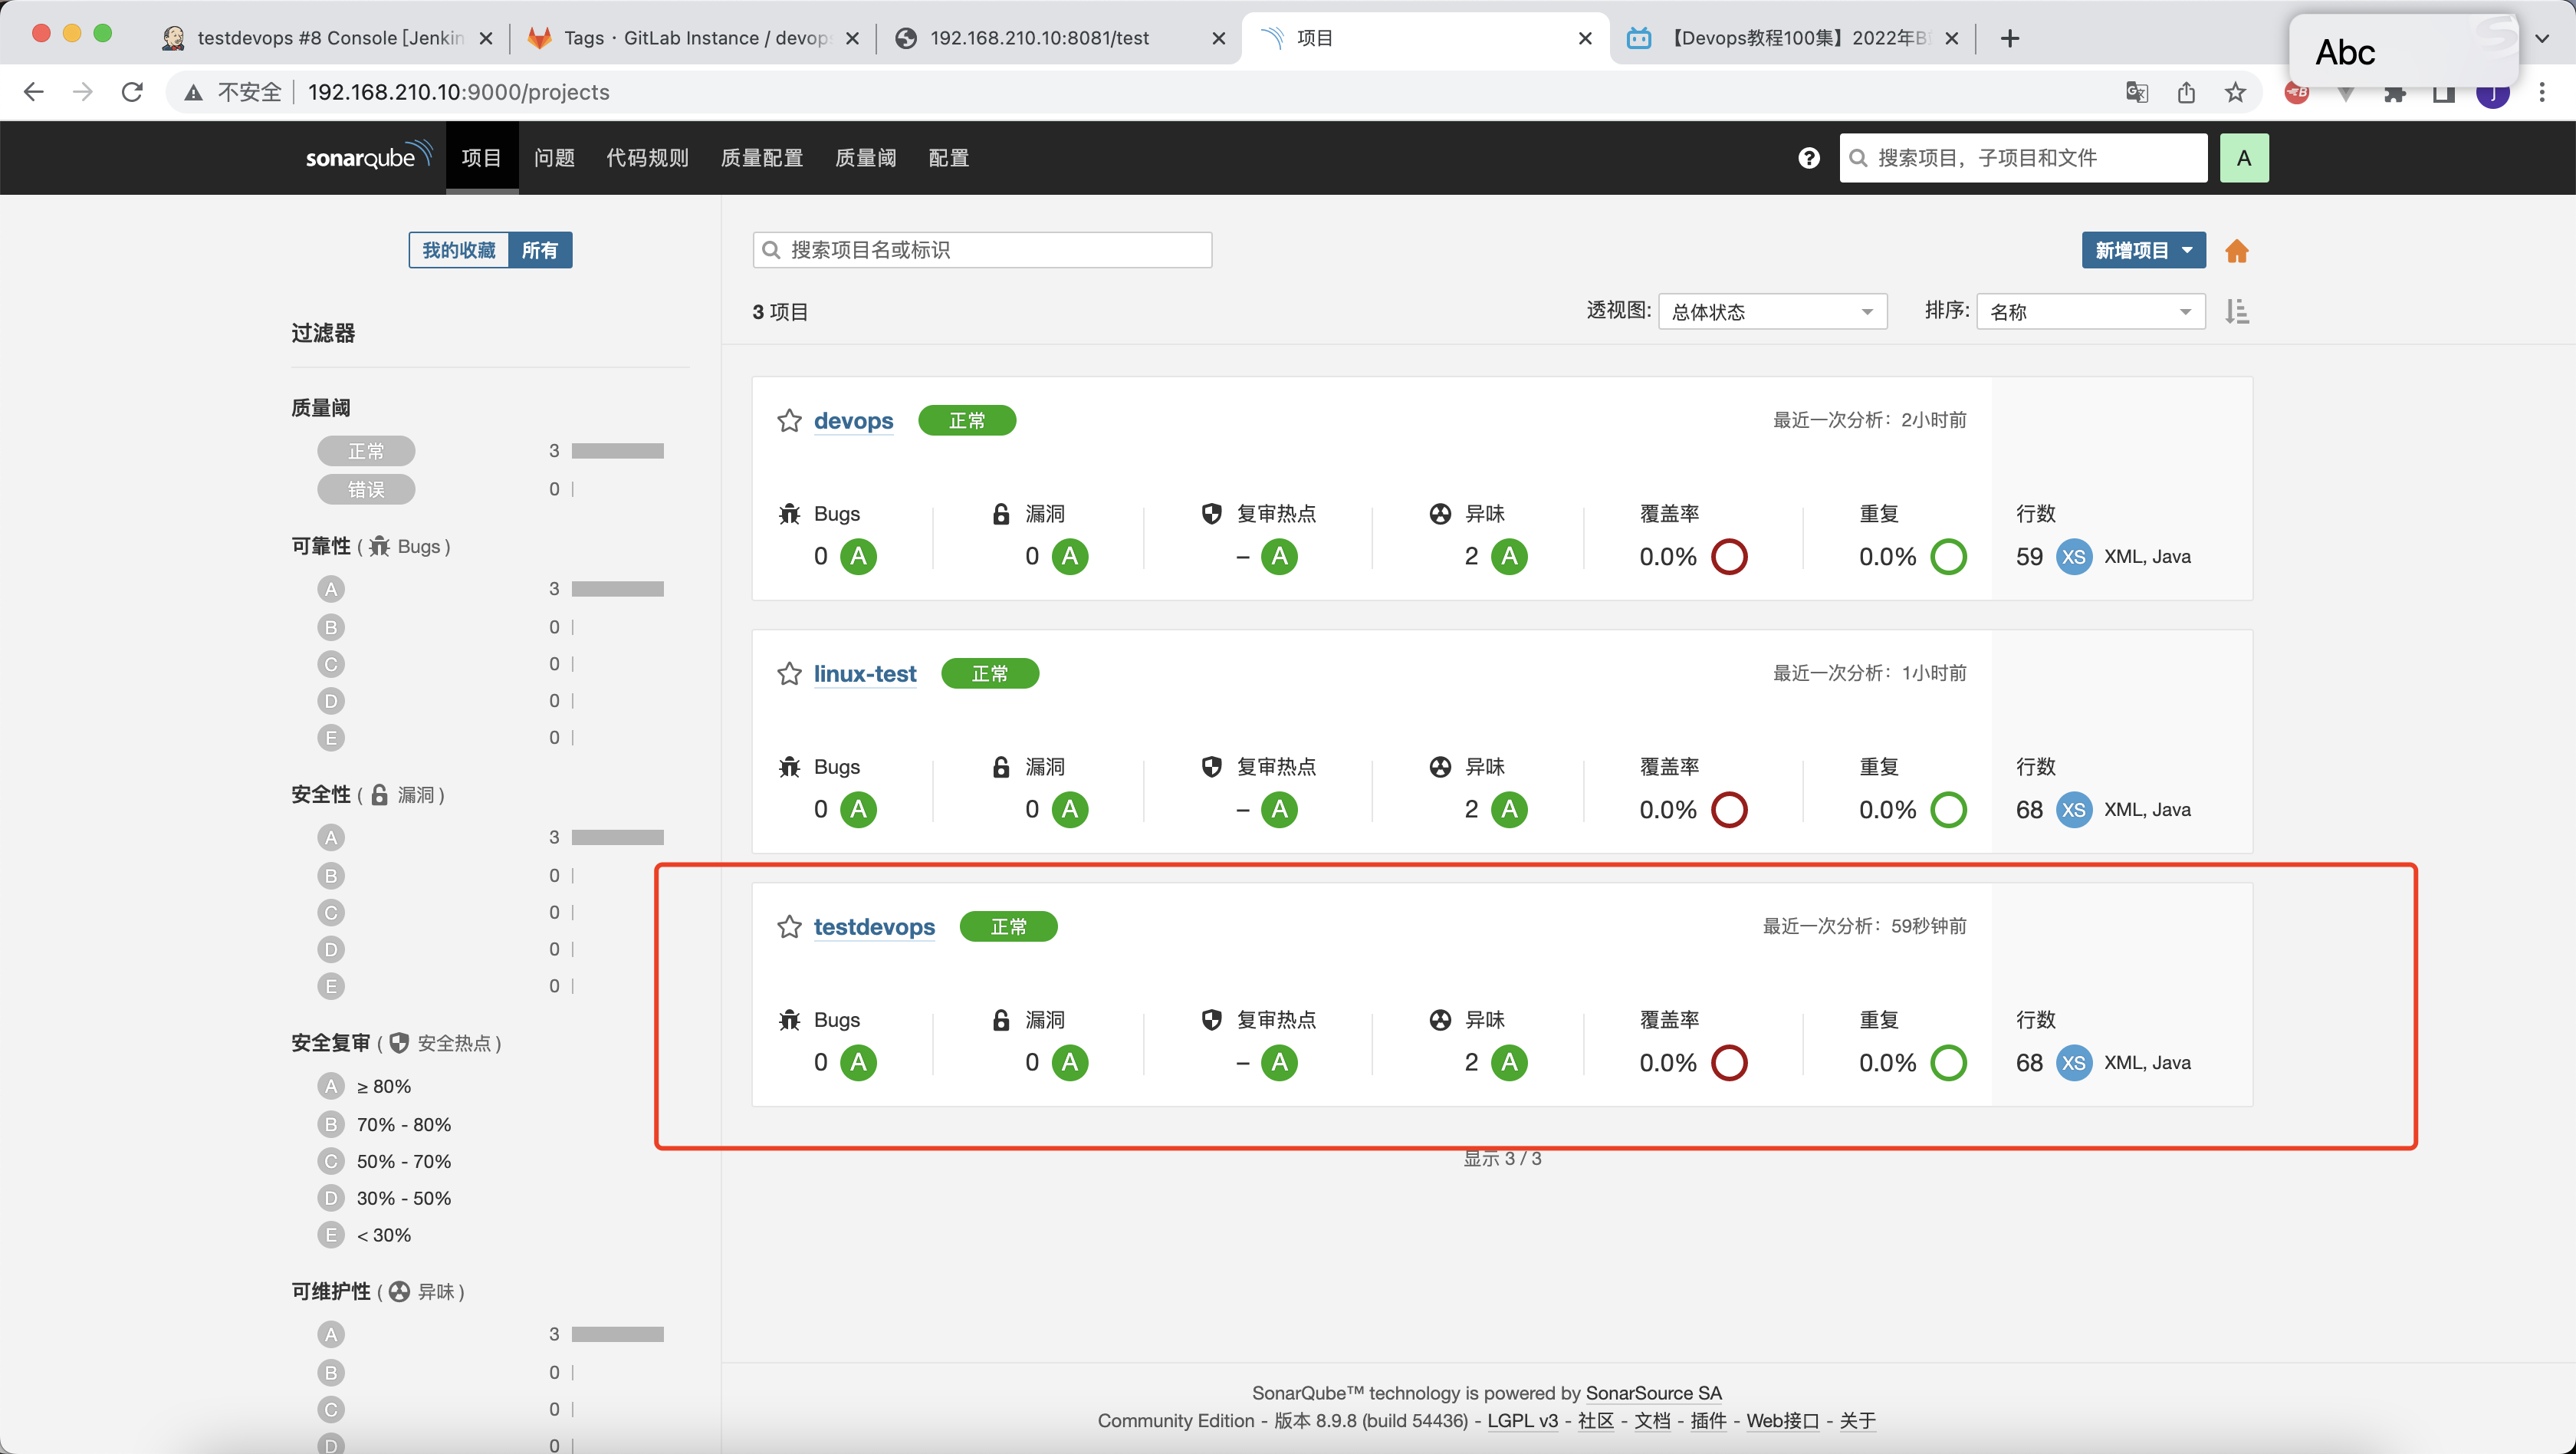 testdevops #8 Console [Jenkin
Tags · GitLab Instance / devop
192.168.210.10:8081/test
项目
【Devops教程100集】2022年B
Abc
不安全 192.168.210.10:9000/projects
sonarqube 项目 问题 代码规则 质量配置 质量阈 配置 搜索项目，子项目和文件 A
我的收藏 所有
过滤器
质量阈
正常 3
错误 0
可靠性 ( Bugs )
A 3
B 0
C 0
D 0
E 0
安全性 ( 漏洞 )
A 3
B 0
C 0
D 0
E 0
安全复审 ( 安全热点 )
A ≥ 80%
B 70% - 80%
C 50% - 70%
D 30% - 50%
E < 30%
可维护性 ( 异味 )
A 3
B 0
C 0
D 0
搜索项目名或标识 新增项目
3 项目 透视图: 总体状态 排序: 名称
devops 正常 最近一次分析：2小时前
Bugs 漏洞 复审热点 异味 覆盖率 重复 行数
0 A 0 A – A 2 A 0.0% 0.0% 59 XS XML, Java
linux-test 正常 最近一次分析：1小时前
Bugs 漏洞 复审热点 异味 覆盖率 重复 行数
0 A 0 A – A 2 A 0.0% 0.0% 68 XS XML, Java
testdevops 正常 最近一次分析：59秒钟前
Bugs 漏洞 复审热点 异味 覆盖率 重复 行数
0 A 0 A – A 2 A 0.0% 0.0% 68 XS XML, Java
显示 3 / 3
SonarQube™ technology is powered by SonarSource SA
Community Edition - 版本 8.9.8 (build 54436) - LGPL v3 - 社区 - 文档 - 插件 - Web接口 - 关于